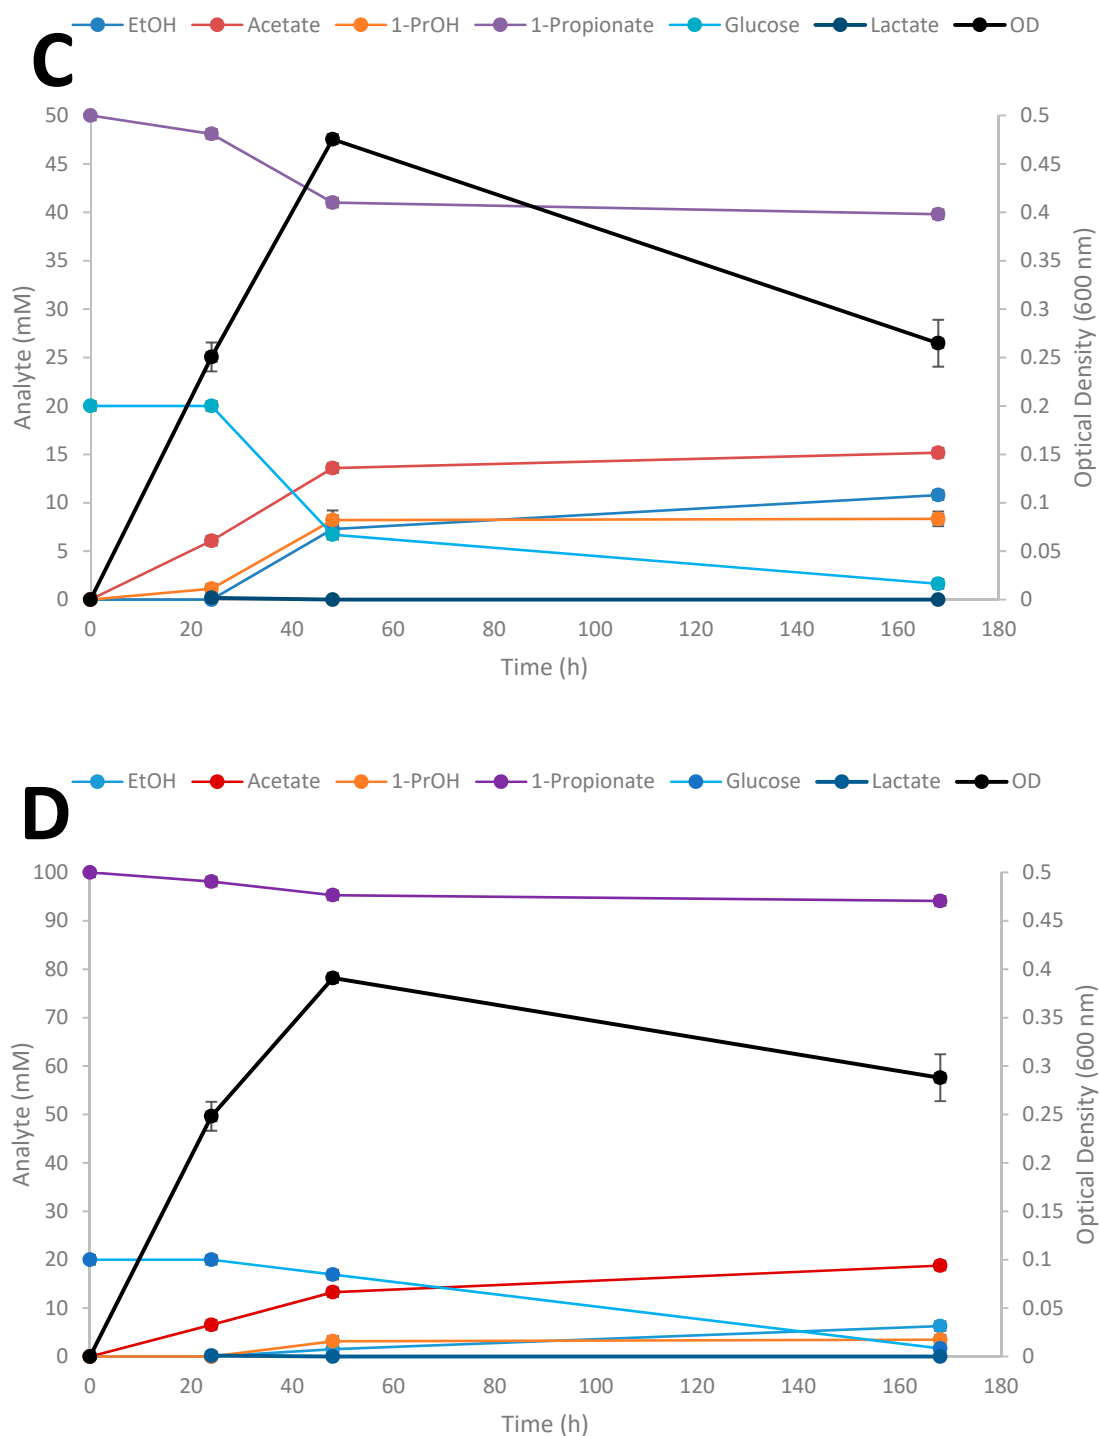 EtOH Acetate 1-PrOH 1-Propionate Glucose Lactate OD
C
50 0.5
45 0.45
40 0.4
35 0.35
30 0.3
25 0.25
20 0.2
15 0.15
10 0.1
5 0.05
0 0
Analyte (mM)
Optical Density (600 nm)
0 20 40 60 80 100 120 140 160 180
Time (h)
EtOH Acetate 1-PrOH 1-Propionate Glucose Lactate OD
D
100 0.5
90 0.45
80 0.4
70 0.35
60 0.3
50 0.25
40 0.2
30 0.15
20 0.1
10 0.05
0 0
Analyte (mM)
Optical Density (600 nm)
0 20 40 60 80 100 120 140 160 180
Time (h)